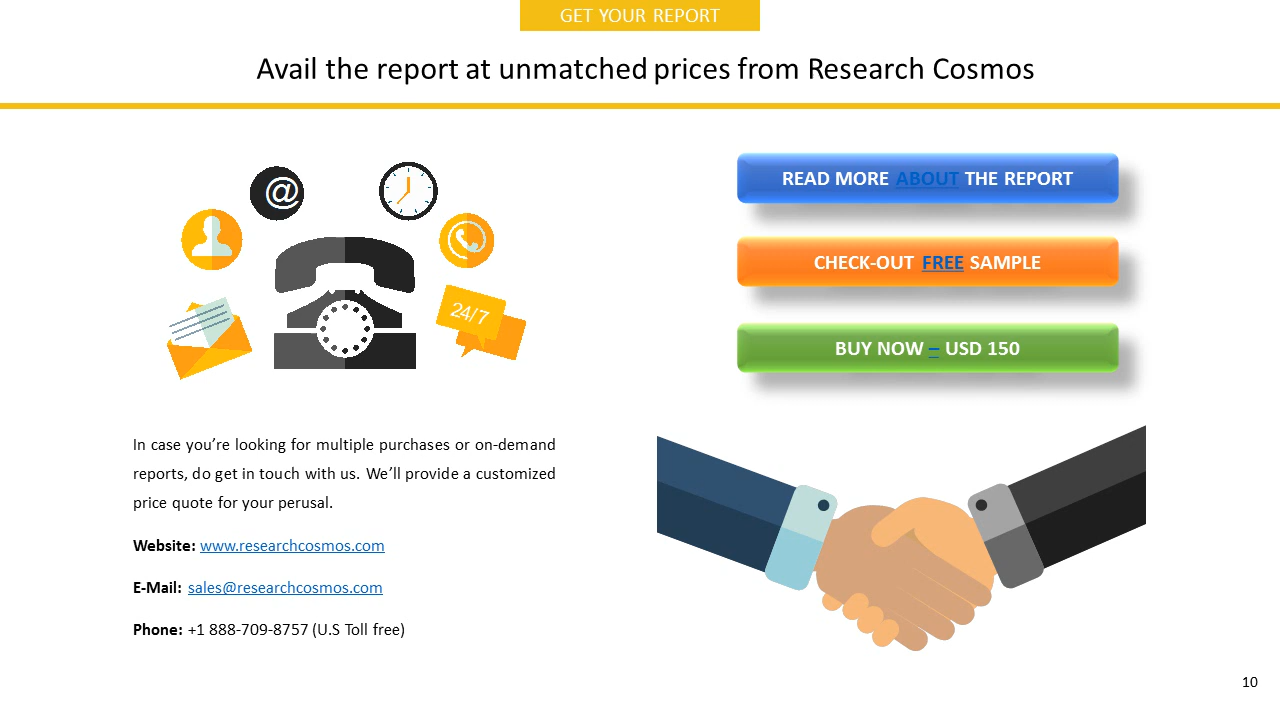 GET YOUR REPORT
Avail the report at unmatched prices from Research Cosmos
@
24/7
READ MORE ABOUT THE REPORT
CHECK-OUT FREE SAMPLE
BUY NOW – USD 150
In case you’re looking for multiple purchases or on-demand
reports, do get in touch with us. We’ll provide a customized
price quote for your perusal.
Website: www.researchcosmos.com
E-Mail: sales@researchcosmos.com
Phone: +1 888-709-8757 (U.S Toll free)
10